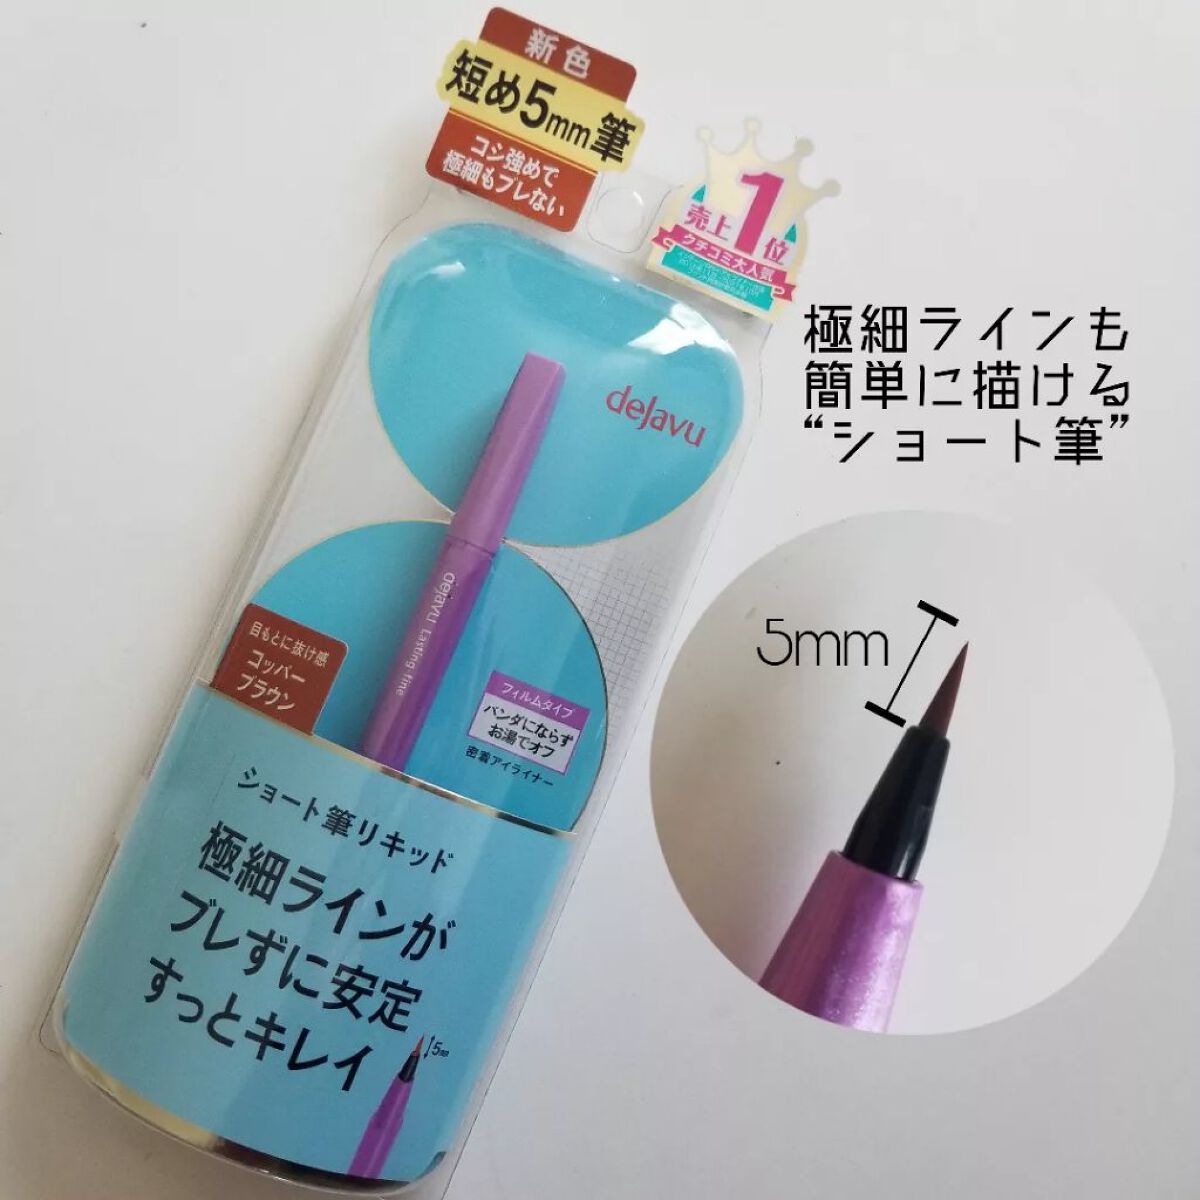 新色
短め5mm筆
コシ強めで
極細もブレない
売上1位
クチコミ大人気
dejavu
極細ラインも
簡単に描ける
“ショート筆”
5mm
dejavu Lasting-fine
目もとに抜け感
コッパー
ブラウン
フィルムタイプ
パンダにならず
お湯でオフ
密着アイライナー
ショート筆リキッド
極細ラインが
ブレずに安定
すっとキレイ
5mm